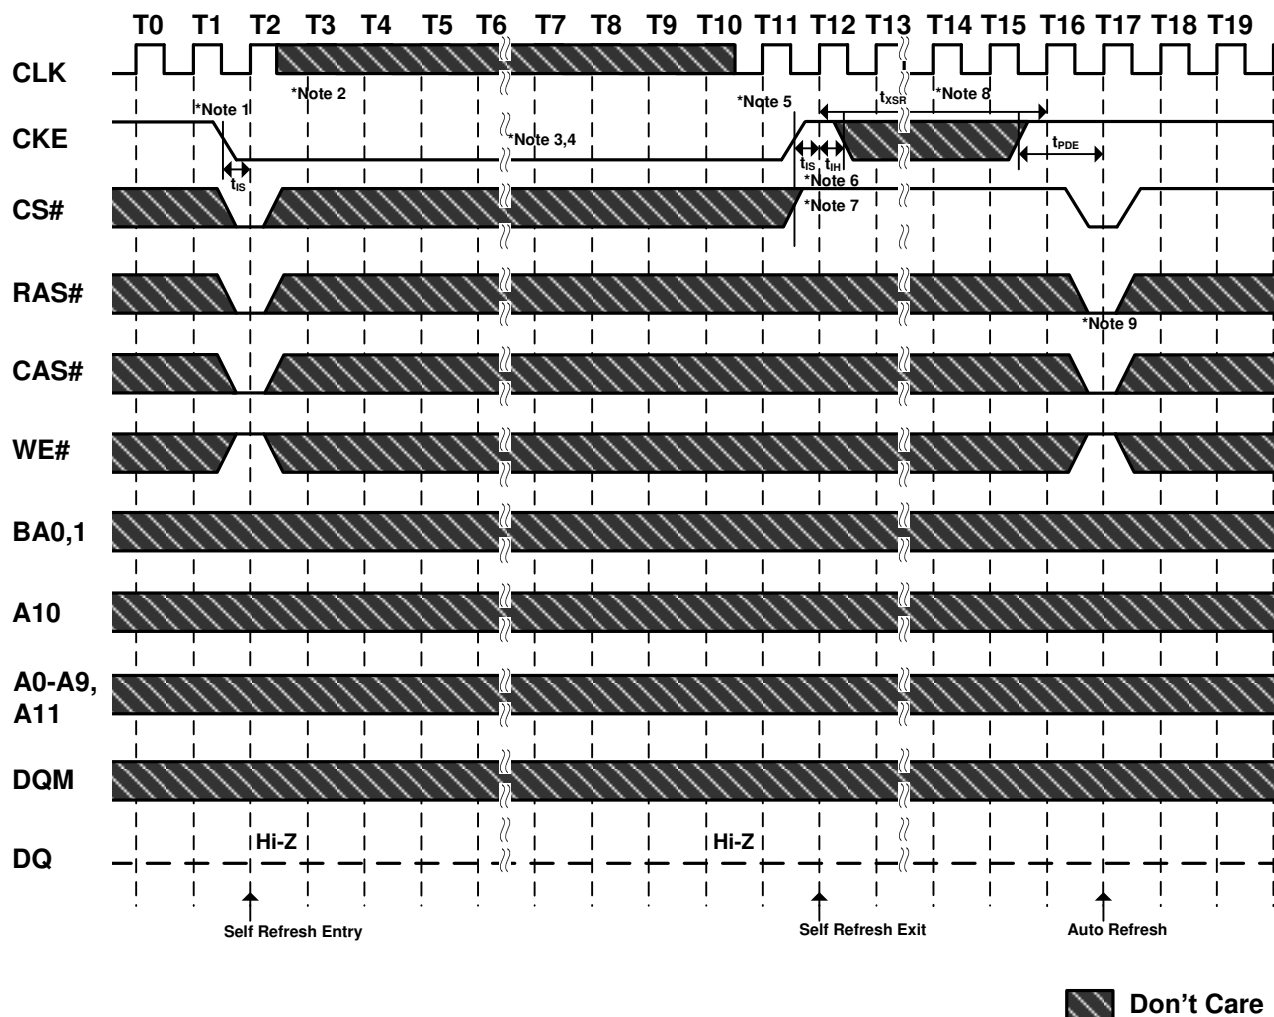 T0 T1 T2 T3 T4 T5 T6 T7 T8 T9 T10 T11 T12 T13 T14 T15 T16 T17 T18 T19
CLK
*Note 1
*Note 2
*Note 5
tXSR
*Note 8
CKE
*Note 3,4
tIS
tIS
tIH
tPDE
*Note 6
CS#
*Note 7
RAS#
*Note 9
CAS#
WE#
BA0,1
A10
A0-A9,
A11
DQM
Hi-Z
Hi-Z
DQ
Self Refresh Entry
Self Refresh Exit
Auto Refresh
Don't Care